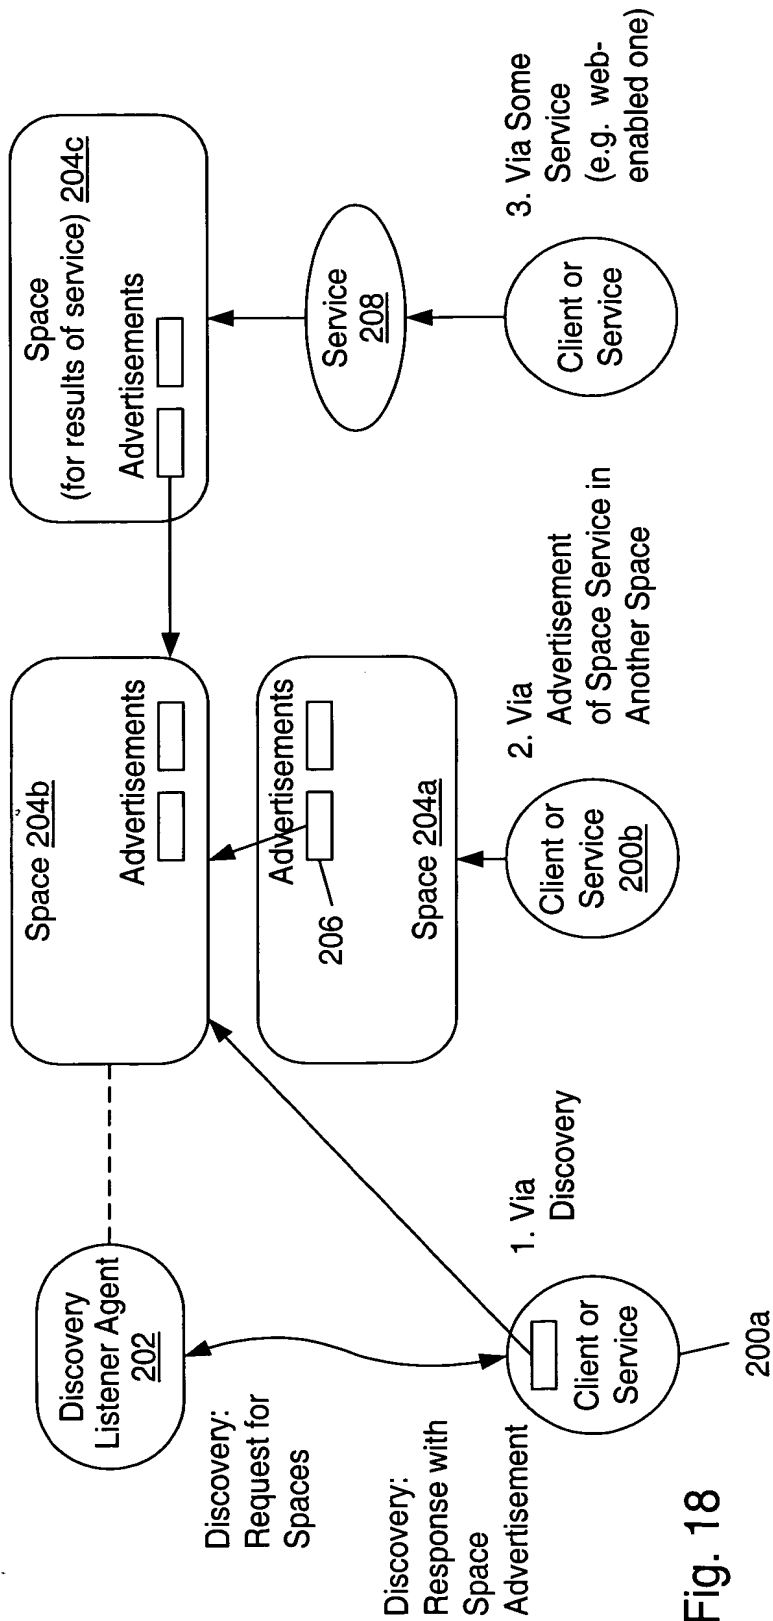 Discovery
Listener Agent
202
Discovery:
Request for
Spaces
Discovery:
Response with
Space
Advertisement
Client or
Service
200a
1. Via
Discovery
Space 204b
Advertisements
Advertisements
206
Space 204a
Client or
Service
200b
2. Via
Advertisement
of Space Service in
Another Space
Space
(for results of service) 204c
Advertisements
Service
208
Client or
Service
3. Via Some
Service
(e.g. web-
enabled one)
Fig. 18